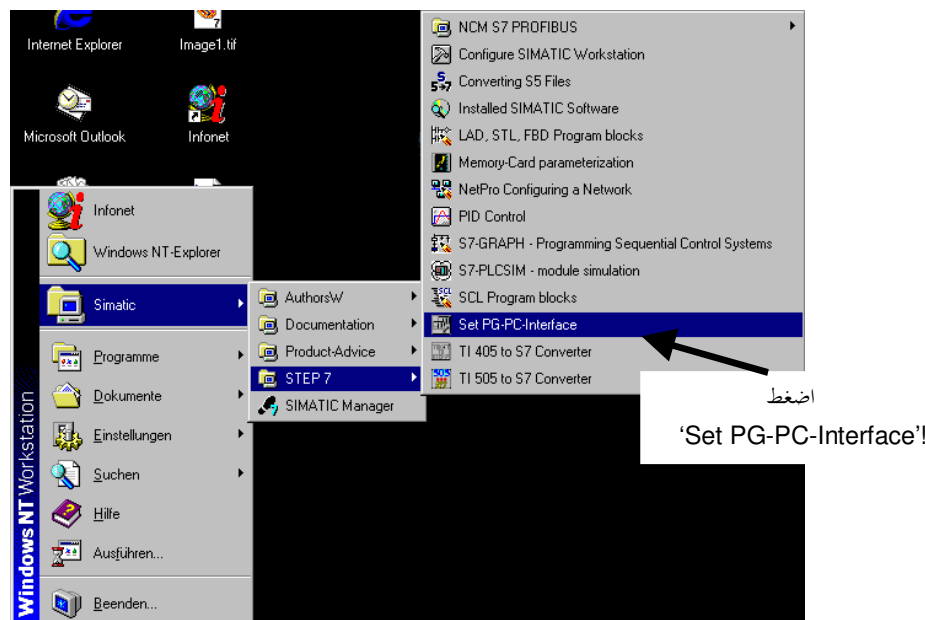 Internet Explorer
Image1.tif
Microsoft Outlook
Infonet
Infonet
Windows NT-Explorer
Simatic
Programme
Dokumente
Einstellungen
Suchen
Hilfe
Ausführen...
Beenden...
Windows NT Workstation
AuthorsW
Documentation
Product-Advice
STEP 7
SIMATIC Manager
NCM S7 PROFIBUS
Configure SIMATIC Workstation
Converting S5 Files
Installed SIMATIC Software
LAD, STL, FBD Program blocks
Memory-Card parameterization
NetPro Configuring a Network
PID Control
S7-GRAPH - Programming Sequential Control Systems
S7-PLCSIM - module simulation
SCL Program blocks
Set PG-PC-Interface
TI 405 to S7 Converter
TI 505 to S7 Converter
اضغط
‘Set PG-PC-Interface’!